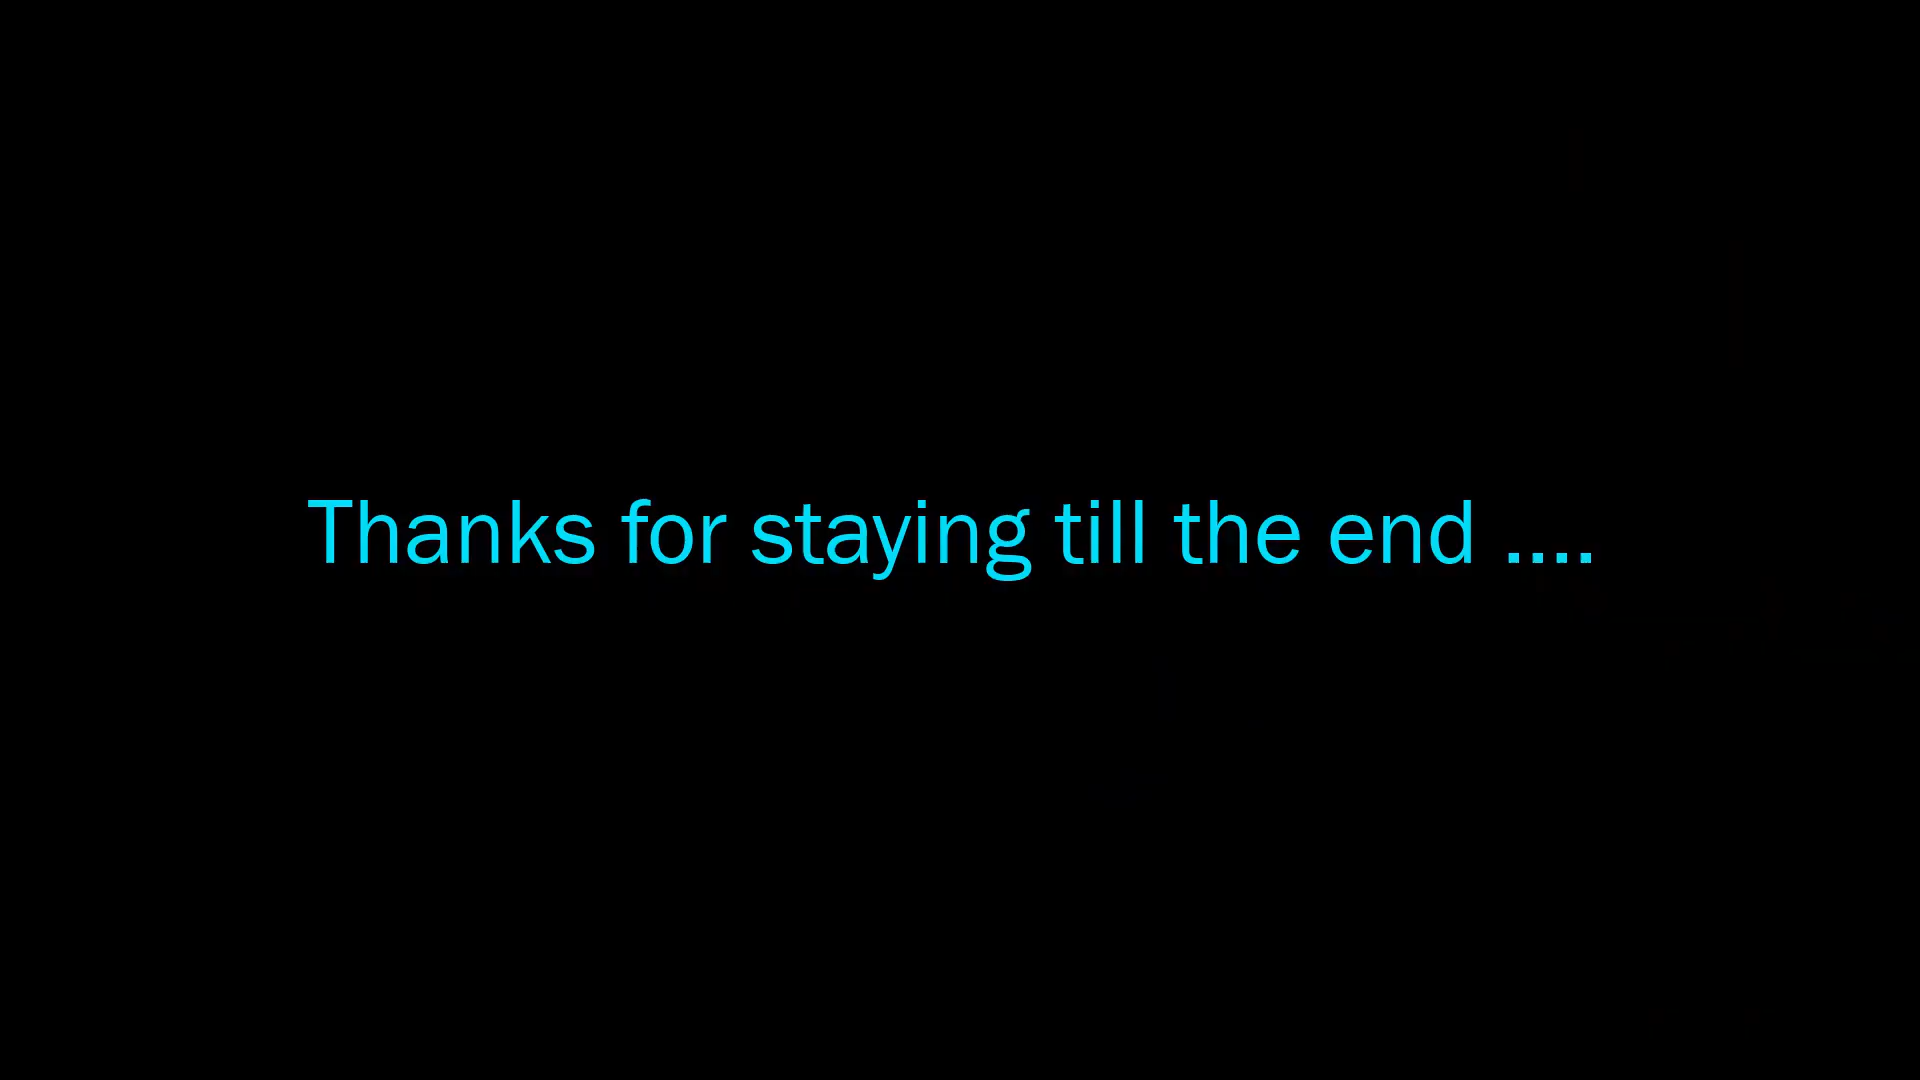 Thanks for staying till the end ....